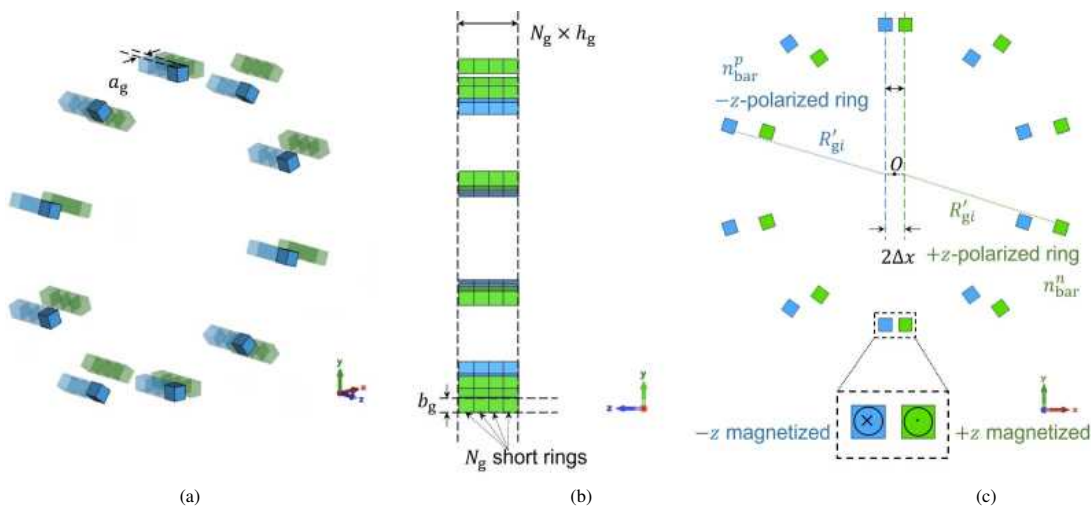 a_g
y
x
z
(a)
N_g × h_g
b_g
N_g short rings
y
z
(b)
n^p_bar
−z-polarized ring
R′_gi
O
R′_gi
2Δx
+z-polarized ring
n^n_bar
−z magnetized
+z magnetized
y
x
(c)